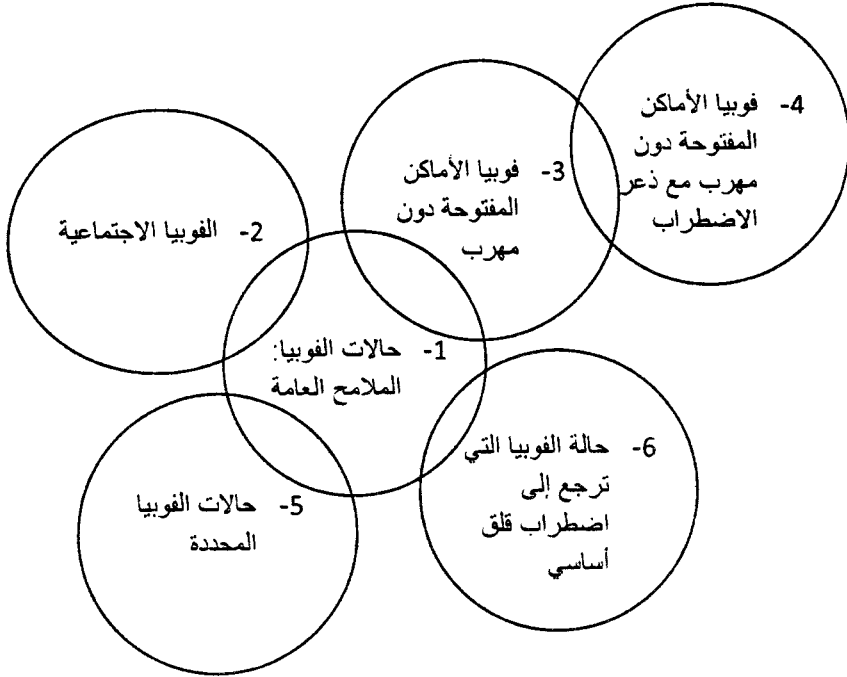 1- حالات الفوبيا:
الملامح العامة
2- الفوبيا الاجتماعية
3- فوبيا الأماكن
المفتوحة دون
مهرب
4- فوبيا الأماكن
المفتوحة دون
مهرب مع ذعر
الاضطراب
5- حالات الفوبيا
المحددة
6- حالة الفوبيا التي
ترجع إلى
اضطراب قلق
أساسي